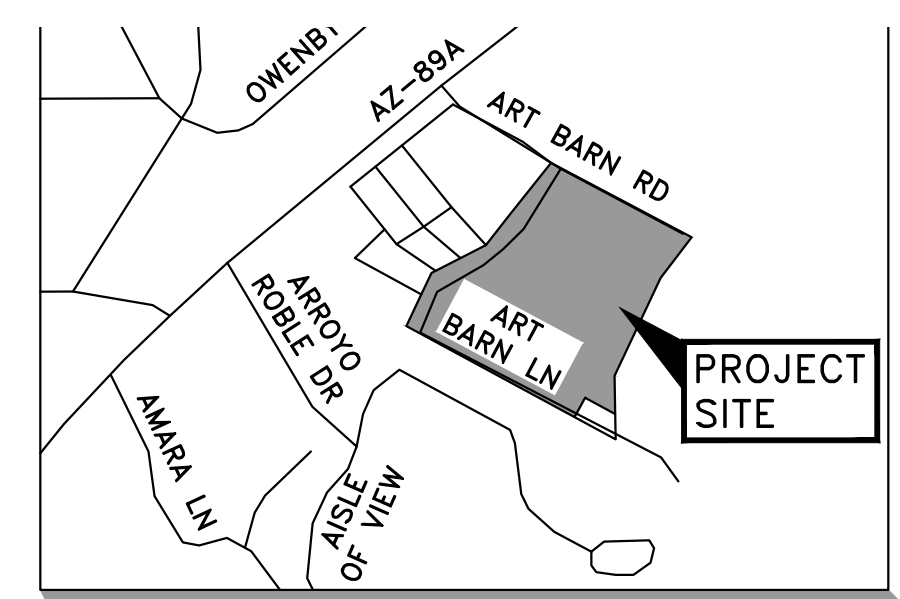 OWENBY
AZ-89A
ART BARN RD
ARROYO
ROBLE DR
ART
BARN LN
PROJECT
SITE
AMARA LN
AISLE
OF VIEW